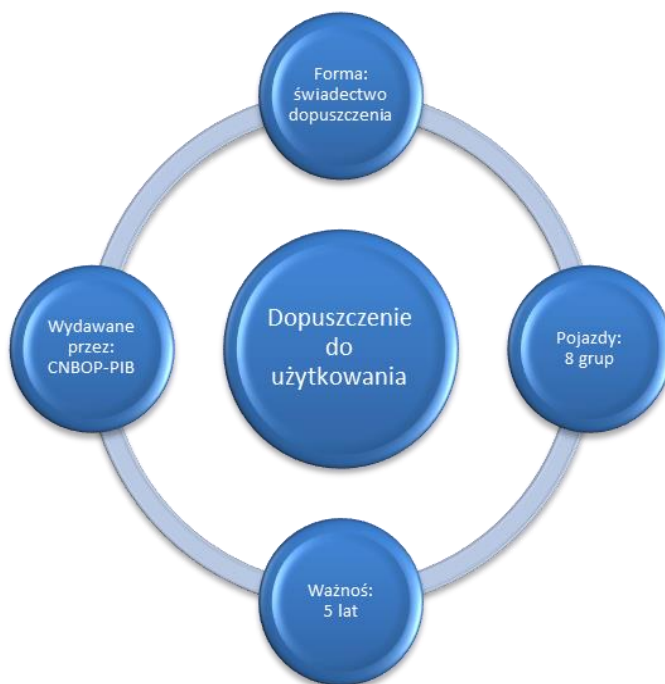 Forma:
świadectwo
dopuszczenia
Wydawane
przez:
CNBOP-PIB
Dopuszczenie
do
użytkowania
Pojazdy:
8 grup
Ważnoś:
5 lat